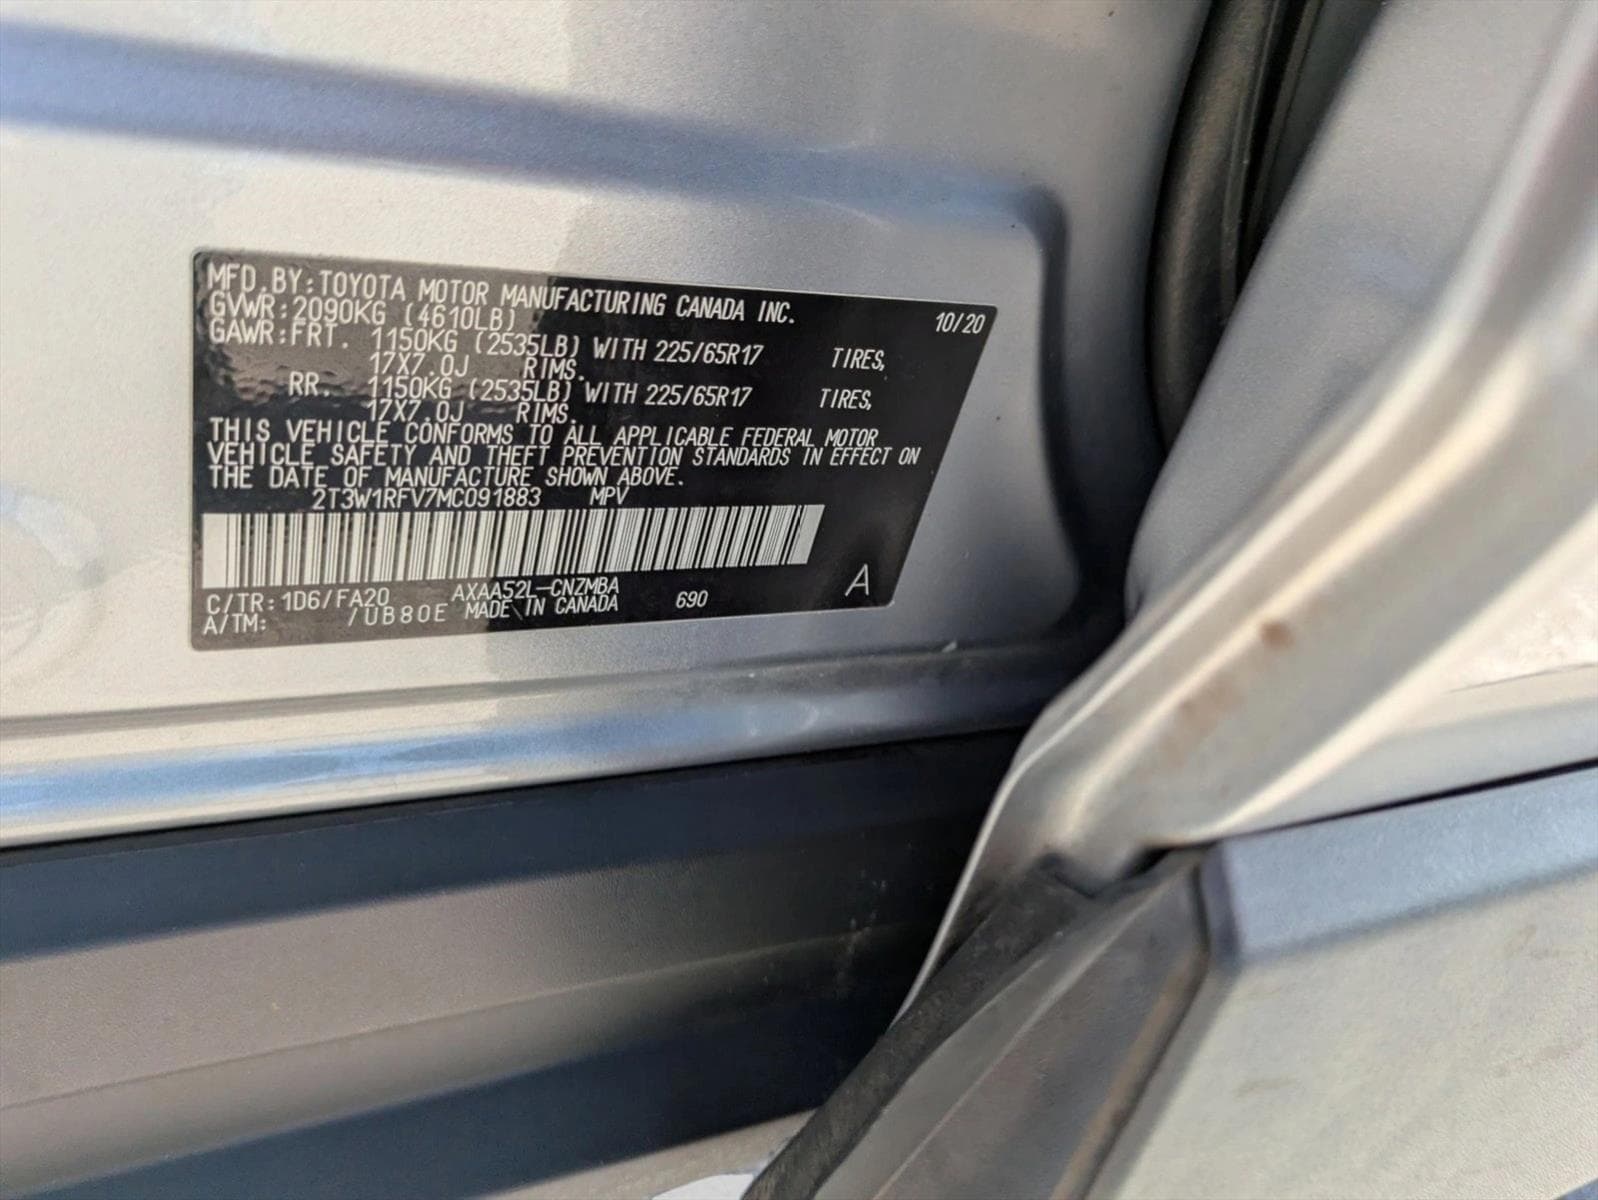 MFD.BY:TOYOTA MOTOR MANUFACTURING CANADA INC. 10/20
GVWR:2090KG (4610LB)
GAWR:FRT. 1150KG (2535LB) WITH 225/65R17 TIRES,
17X7.0J RIMS.
RR. 1150KG (2535LB) WITH 225/65R17 TIRES,
17X7.0J RIMS.
THIS VEHICLE CONFORMS TO ALL APPLICABLE FEDERAL MOTOR
VEHICLE SAFETY AND THEFT PREVENTION STANDARDS IN EFFECT ON
THE DATE OF MANUFACTURE SHOWN ABOVE.
2T3W1RFV7MC091883 MPV
C/TR:1D6/FA20 AXAA52L-CNZMBA 690 A
A/TM: /UB80E MADE IN CANADA